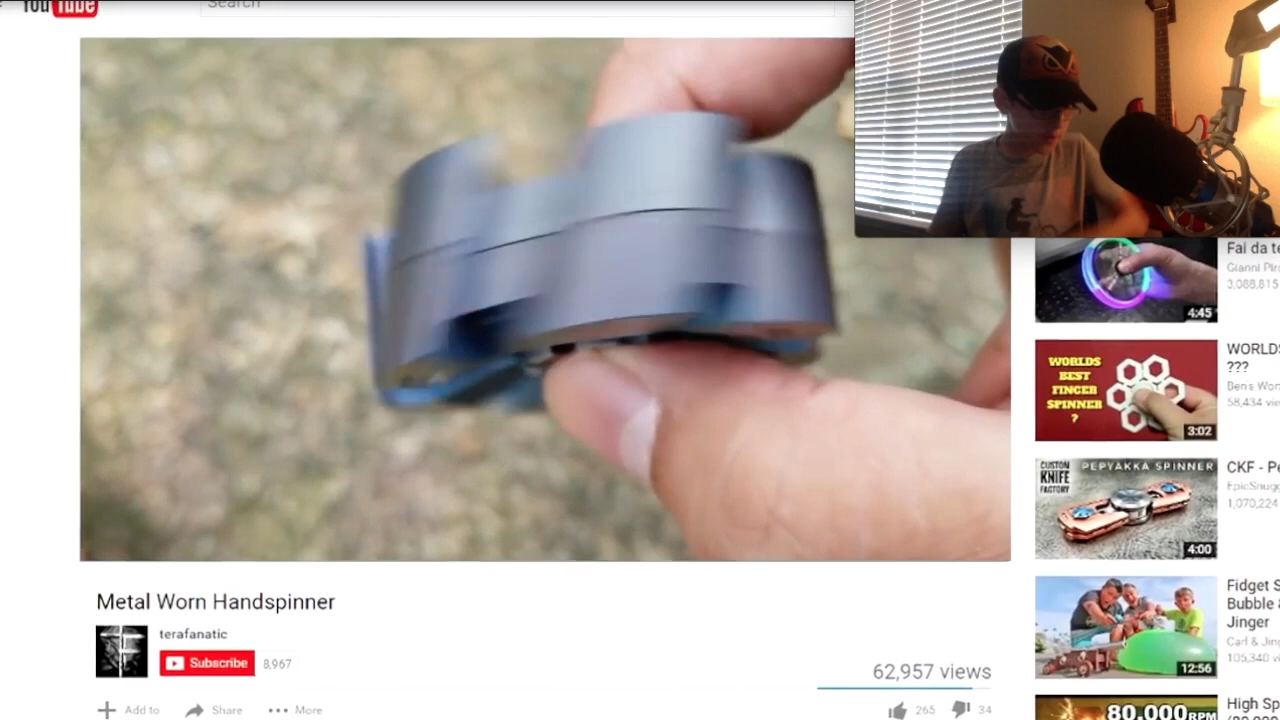 YouTube
Search
Metal Worn Handspinner
terafanatic
Subscribe 8,967
62,957 views
Add to Share More 265 34
Fai da te
3,088,815
4:45
WORLDS
BEST
FINGER
SPINNER
?
3:02
WORLDS
???
58,434
CUSTOM
KNIFE
FACTORY
PEPYAKKA SPINNER
4:00
CKF - Pe
EpicSnugg
1,070,224
12:56
Fidget S
Bubble &
Jinger
Carl & Jing
105,340
80,000RPM
High Sp